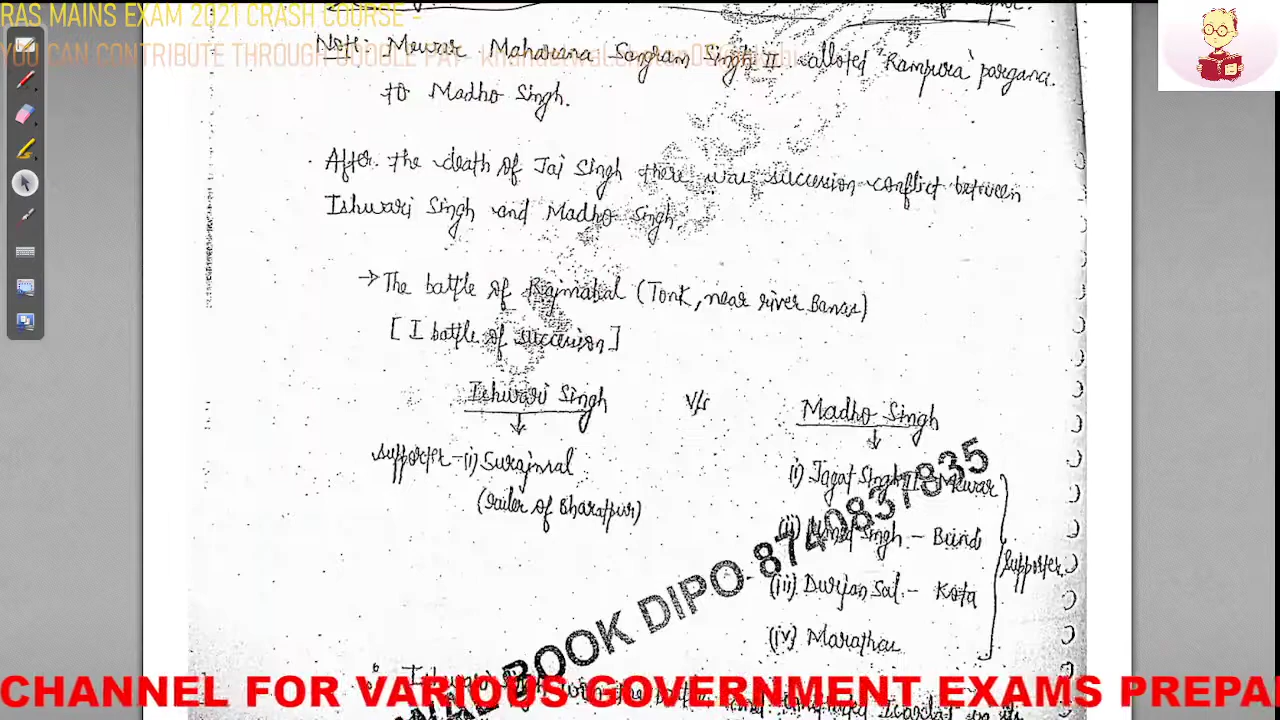 RAS MAINS EXAM 2021 CRASH COURSE -
YOU CAN CONTRIBUTE THROUGH GOOGLE PAY -
Note: Mewar Maharana Sangram Singh II alloted 'Rampura' pargana
to Madho Singh.
. After the death of Jai Singh there was succession conflict between
Ishwari Singh and Madho Singh
→ The battle of Rajmahal (Tonk, near river Banas)
[I battle of succession]
Ishwari Singh V/s Madho Singh
Supporter - (i) Surajmal
(ruler of Bharatpur)
(i) Jagat Singh II - Mewar
(ii) Umed Singh - Bundi
(iii) Durjan Sal - Kota
(iv) Marathas
Supporter
BOOK DIPO 8740837835
CHANNEL FOR VARIOUS GOVERNMENT EXAMS PREPA